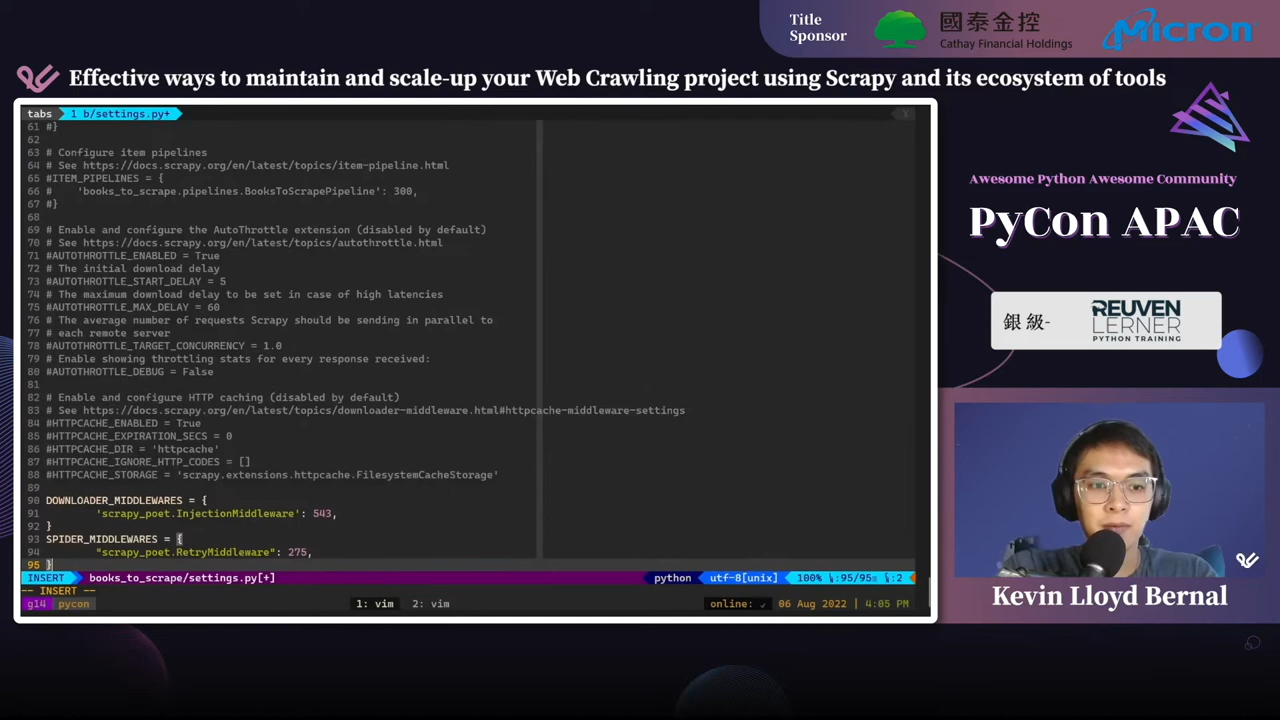 Title
Sponsor
國泰金控
Cathay Financial Holdings
Micron
Effective ways to maintain and scale-up your Web Crawling project using Scrapy and its ecosystem of tools
tabs 1 b/settings.py+ X
61 #}
62
63 # Configure item pipelines
64 # See https://docs.scrapy.org/en/latest/topics/item-pipeline.html
65 #ITEM_PIPELINES = {
66 #    'books_to_scrape.pipelines.BooksToScrapePipeline': 300,
67 #}
68
69 # Enable and configure the AutoThrottle extension (disabled by default)
70 # See https://docs.scrapy.org/en/latest/topics/autothrottle.html
71 #AUTOTHROTTLE_ENABLED = True
72 # The initial download delay
73 #AUTOTHROTTLE_START_DELAY = 5
74 # The maximum download delay to be set in case of high latencies
75 #AUTOTHROTTLE_MAX_DELAY = 60
76 # The average number of requests Scrapy should be sending in parallel to
77 # each remote server
78 #AUTOTHROTTLE_TARGET_CONCURRENCY = 1.0
79 # Enable showing throttling stats for every response received:
80 #AUTOTHROTTLE_DEBUG = False
81
82 # Enable and configure HTTP caching (disabled by default)
83 # See https://docs.scrapy.org/en/latest/topics/downloader-middleware.html#httpcache-middleware-settings
84 #HTTPCACHE_ENABLED = True
85 #HTTPCACHE_EXPIRATION_SECS = 0
86 #HTTPCACHE_DIR = 'httpcache'
87 #HTTPCACHE_IGNORE_HTTP_CODES = []
88 #HTTPCACHE_STORAGE = 'scrapy.extensions.httpcache.FilesystemCacheStorage'
89
90 DOWNLOADER_MIDDLEWARES = {
91         'scrapy_poet.InjectionMiddleware': 543,
92 }
93 SPIDER_MIDDLEWARES = {
94         "scrapy_poet.RetryMiddleware": 275,
95 }
INSERT books_to_scrape/settings.py[+] python utf-8[unix] 100% 95/95 :2
-- INSERT --
g14 pycon 1: vim 2: vim online: ✓ 06 Aug 2022 | 4:05 PM
Awesome Python Awesome Community
PyCon APAC
銀級-
REUVEN
LERNER
PYTHON TRAINING
Kevin Lloyd Bernal